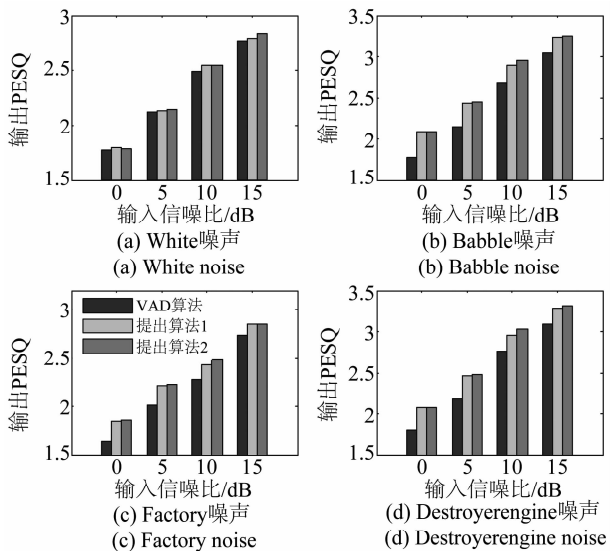 输出PESQ
3
2.5
2
1.5
0 5 10 15
输入信噪比/dB
(a) White噪声
(a) White noise
输出PESQ
3.5
3
2.5
2
1.5
0 5 10 15
输入信噪比/dB
(b) Babble噪声
(b) Babble noise
输出PESQ
3
2.5
2
1.5
VAD算法
提出算法1
提出算法2
0 5 10 15
输入信噪比/dB
(c) Factory噪声
(c) Factory noise
输出PESQ
3.5
3
2.5
2
1.5
0 5 10 15
输入信噪比/dB
(d) Destroyerengine噪声
(d) Destroyerengine noise